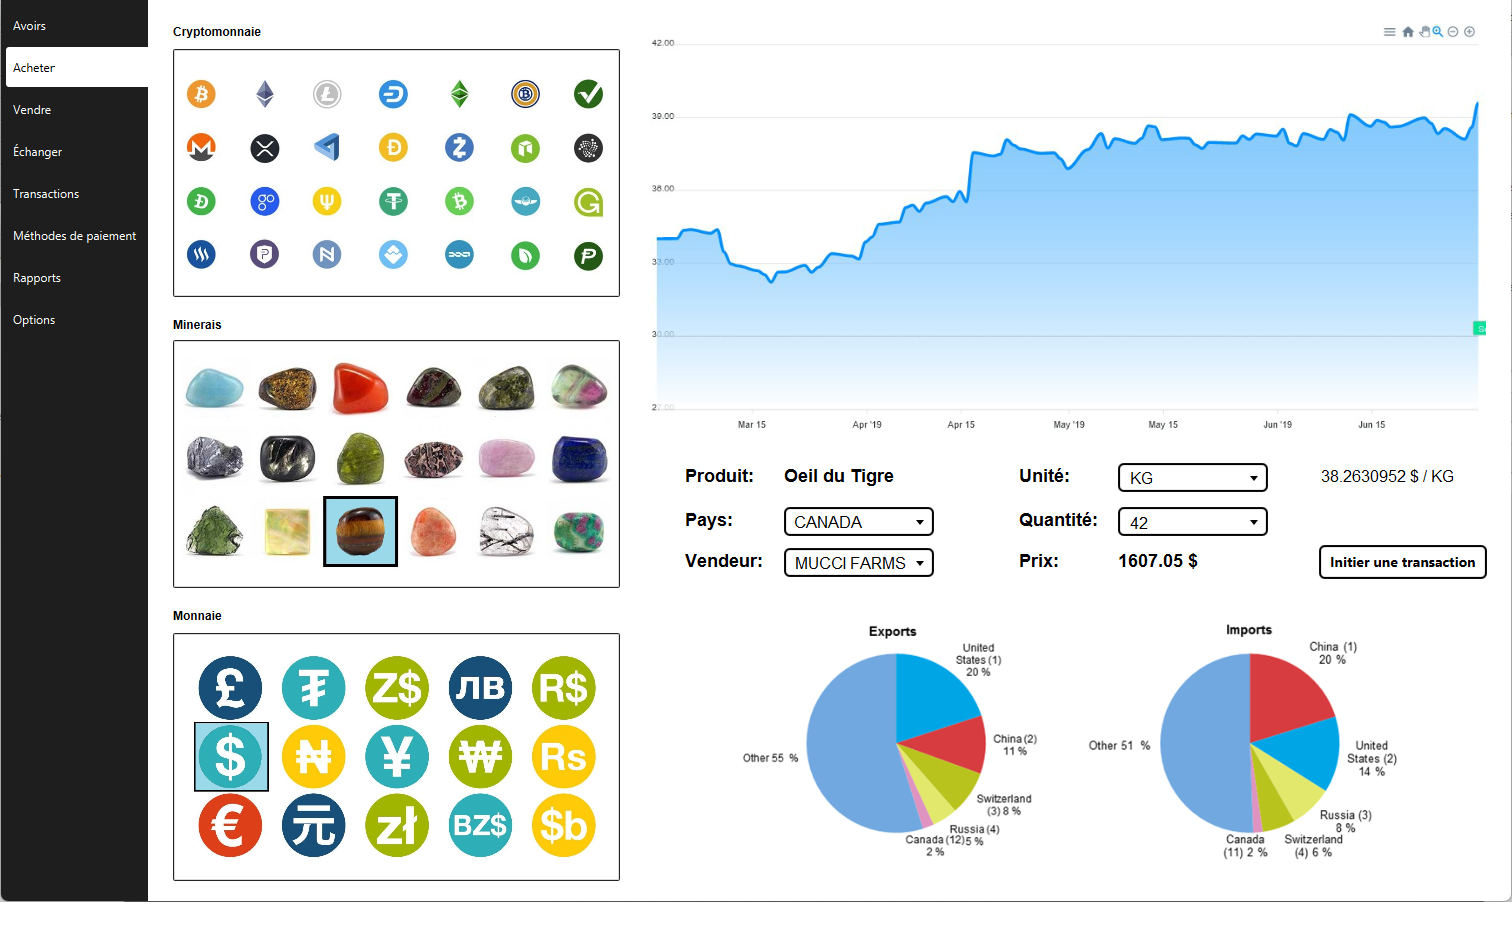 Avoirs
Acheter
Vendre
Échanger
Transactions
Méthodes de paiement
Rapports
Options
Cryptomonnaie
Minerais
Monnaie
£ ₮ Z$ ЛВ R$
$ ₦ ¥ ₩ Rs
€ 元 zł BZ$ $b
42.00
39.00
36.00
33.00
30.00
27.00
Mar 15 Apr '19 Apr 15 May '19 May 15 Jun '19 Jun 15
Produit: Oeil du Tigre Unité: KG 38.2630952 $ / KG
Pays: CANADA Quantité: 42
Vendeur: MUCCI FARMS Prix: 1607.05 $ Initier une transaction
Exports
United
States (1)
20 %
China (2)
11 %
Switzerland
(3) 8 %
Russia (4)
5 %
Canada (12)
2 %
Other 55 %
Imports
China (1)
20 %
United
States (2)
14 %
Russia (3)
8 %
Switzerland
(4) 6 %
Canada
(11) 2 %
Other 51 %